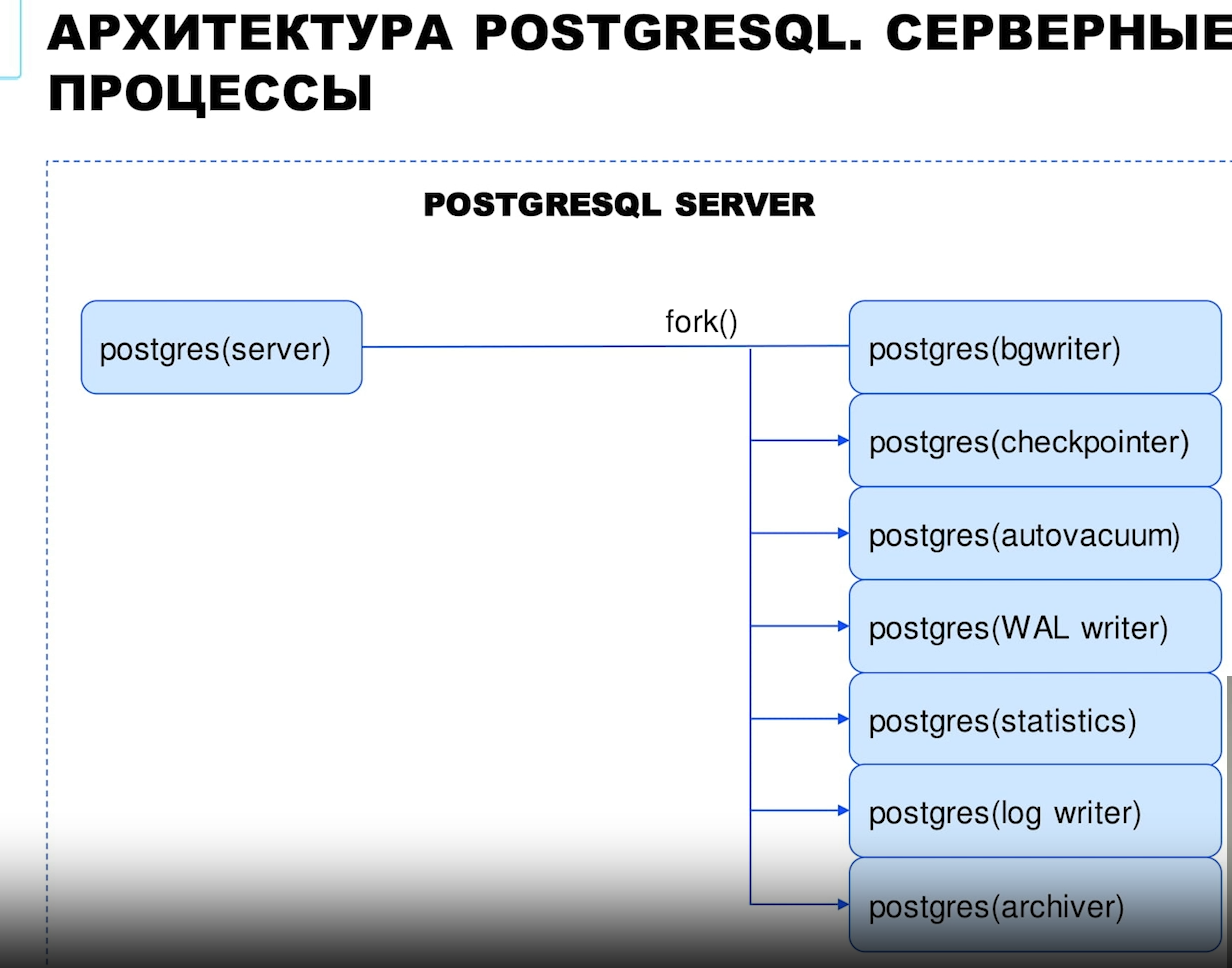 АРХИТЕКТУРА POSTGRESQL. СЕРВЕРНЫЕ
ПРОЦЕССЫ
POSTGRESQL SERVER
postgres(server)
fork()
postgres(bgwriter)
postgres(checkpointer)
postgres(autovacuum)
postgres(WAL writer)
postgres(statistics)
postgres(log writer)
postgres(archiver)